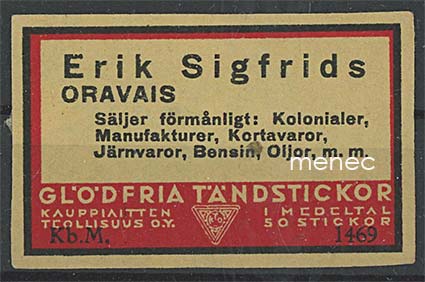 Erik Sigfrids
ORAVAIS
Säljer förmånligt: Kolonialer,
Manufakturer, Kortavaror,
Järnvaror, Bensin, Oljor, m. m.
menec
GLÖDFRIA TÄNDSTICKOR
KAUPPIAITTEN
TEOLLISUUS O.Y.
I MEDELTAL
50 STICKOR
Kb.M.
1469